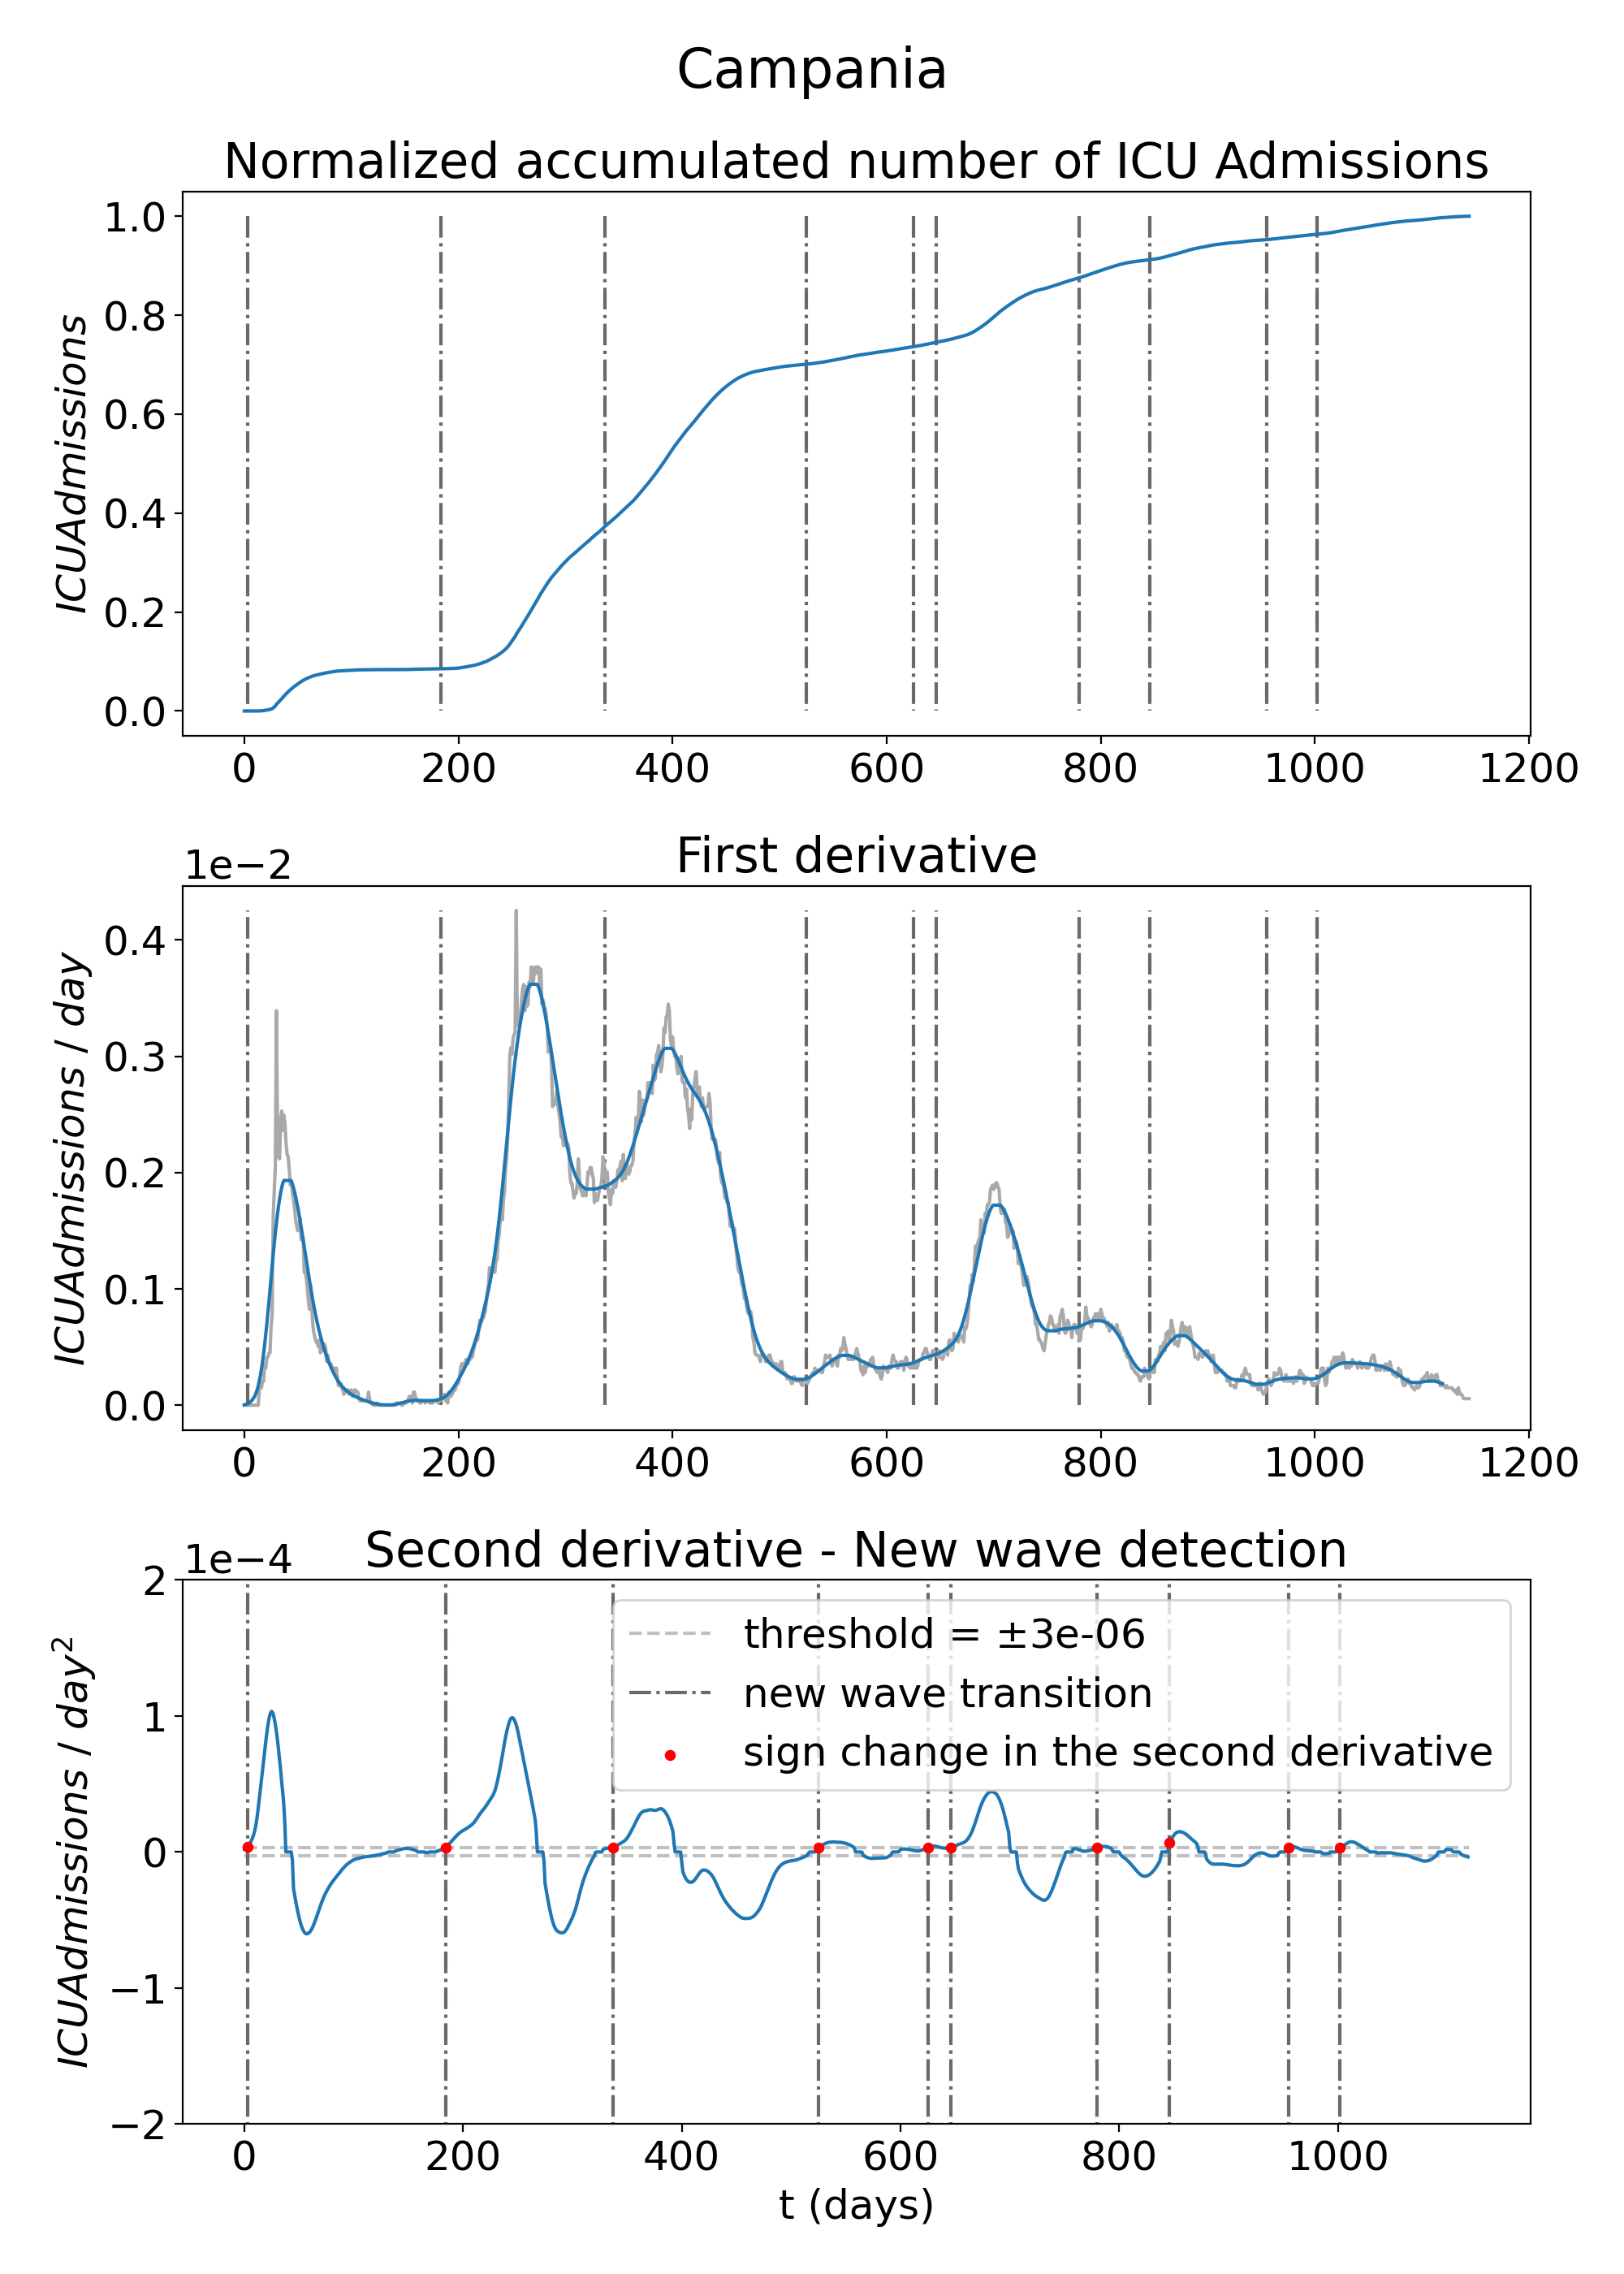 Campania
Normalized accumulated number of ICU Admissions
ICUAdmissions
1.0
0.8
0.6
0.4
0.2
0.0
0 200 400 600 800 1000 1200
First derivative
1e−2
ICUAdmissions / day
0.4
0.3
0.2
0.1
0.0
0 200 400 600 800 1000 1200
Second derivative - New wave detection
1e−4
ICUAdmissions / day²
2
1
0
−1
−2
threshold = ±3e-06
new wave transition
sign change in the second derivative
0 200 400 600 800 1000
t (days)